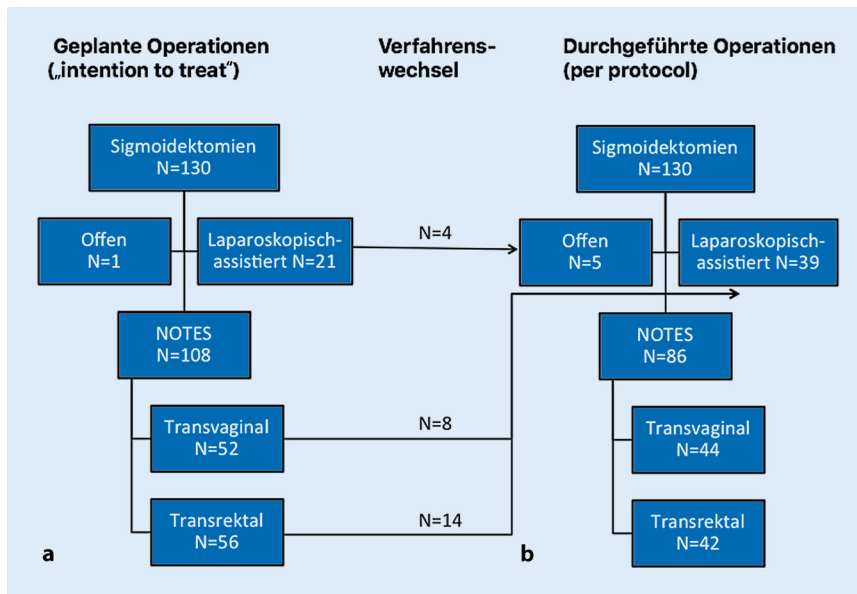 Geplante Operationen
(„intention to treat“)
Verfahrens-
wechsel
Durchgeführte Operationen
(per protocol)
Sigmoidektomien
N=130
Offen
N=1
Laparoskopisch-
assistiert N=21
NOTES
N=108
Transvaginal
N=52
Transrektal
N=56
a
N=4
N=8
N=14
Sigmoidektomien
N=130
Offen
N=5
Laparoskopisch-
assistiert N=39
NOTES
N=86
Transvaginal
N=44
Transrektal
N=42
b